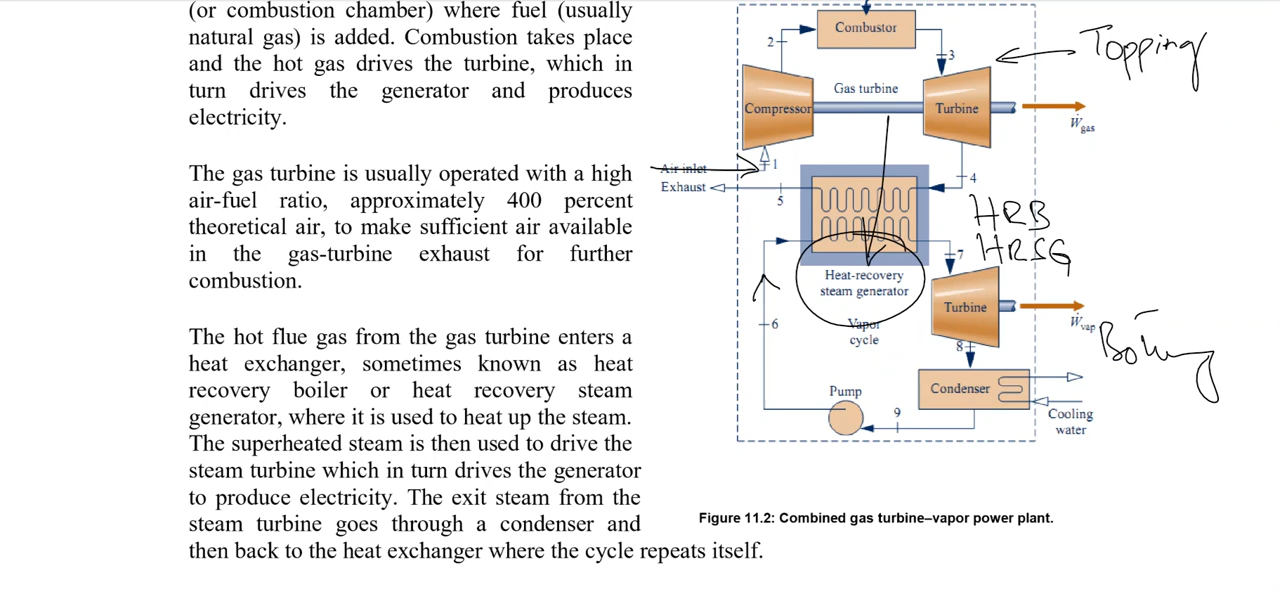 (or combustion chamber) where fuel (usually
natural gas) is added. Combustion takes place
and the hot gas drives the turbine, which in
turn drives the generator and produces
electricity.
The gas turbine is usually operated with a high
air-fuel ratio, approximately 400 percent
theoretical air, to make sufficient air available
in the gas-turbine exhaust for further
combustion.
The hot flue gas from the gas turbine enters a
heat exchanger, sometimes known as heat
recovery boiler or heat recovery steam
generator, where it is used to heat up the steam.
The superheated steam is then used to drive the
steam turbine which in turn drives the generator
to produce electricity. The exit steam from the
steam turbine goes through a condenser and
then back to the heat exchanger where the cycle repeats itself.
Combustor
2
3
Topping
Gas turbine
Compressor
Turbine
Ẇgas
1
Air inlet
Exhaust
4
5
HRB
HRSG
7
Heat-recovery
steam generator
Turbine
Ẇvap
6
Vapor
cycle
8
Condenser
Pump
9
Cooling
water
Figure 11.2: Combined gas turbine–vapor power plant.